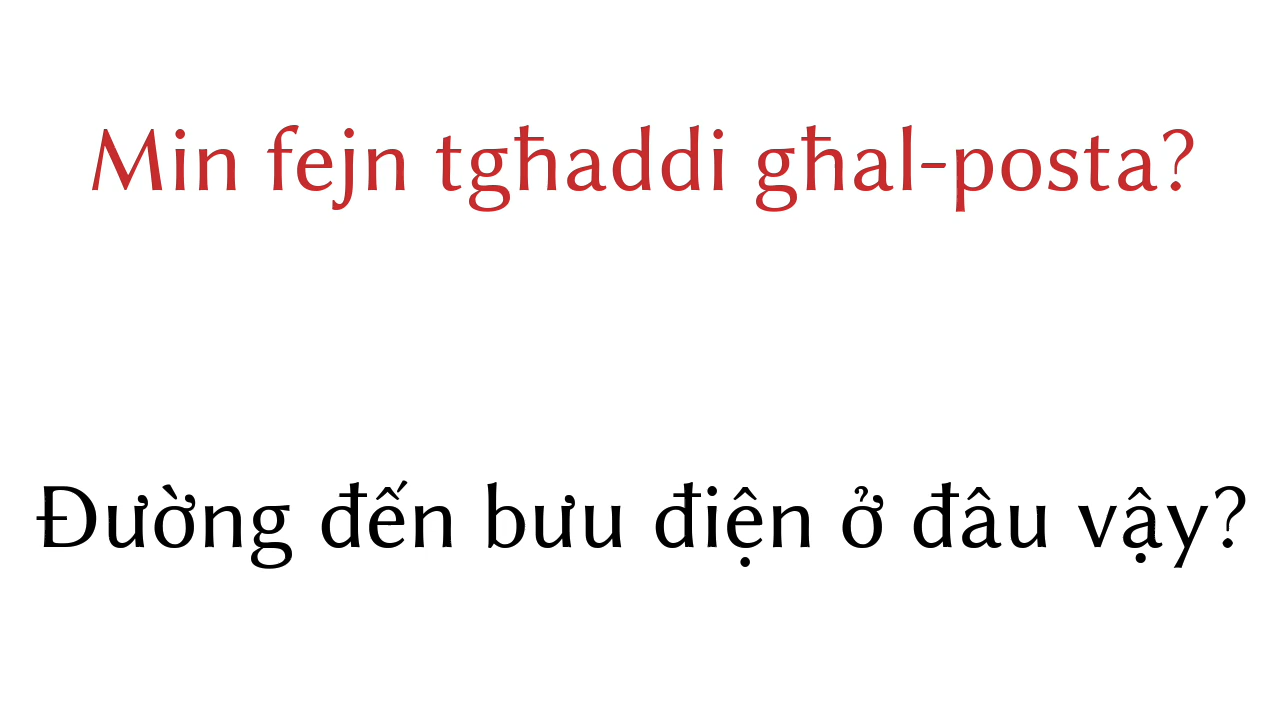 Min fejn tgħaddi għal-posta?
Đường đến bưu điện ở đâu vậy?